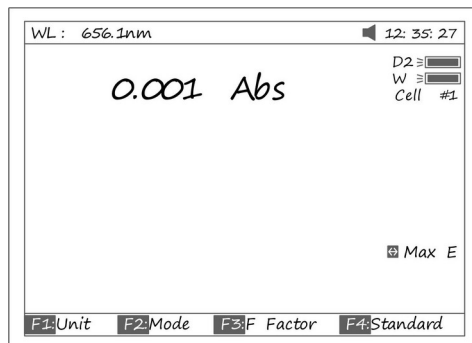 WL: 656.1nm 12: 35: 27
D2
W
0.001 Abs
Cell #1
Max E
F1:Unit F2:Mode F3:F Factor F4:Standard